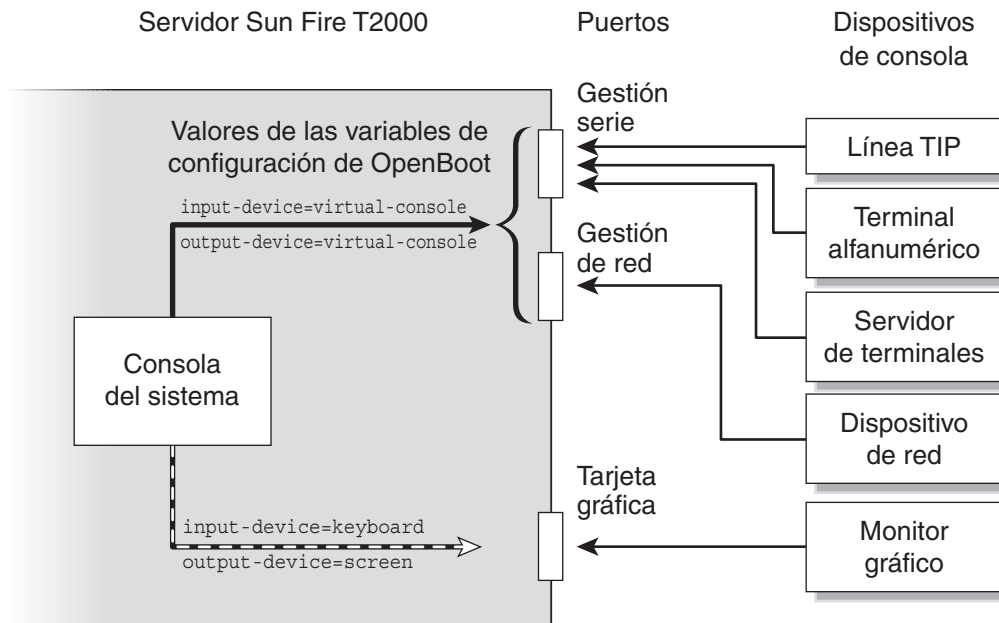 Servidor Sun Fire T2000
Puertos
Dispositivos
de consola
Gestión
serie
Valores de las variables de
configuración de OpenBoot
input-device=virtual-console
output-device=virtual-console
Gestión
de red
Consola
del sistema
Tarjeta
gráfica
input-device=keyboard
output-device=screen
Línea TIP
Terminal
alfanumérico
Servidor
de terminales
Dispositivo
de red
Monitor
gráfico